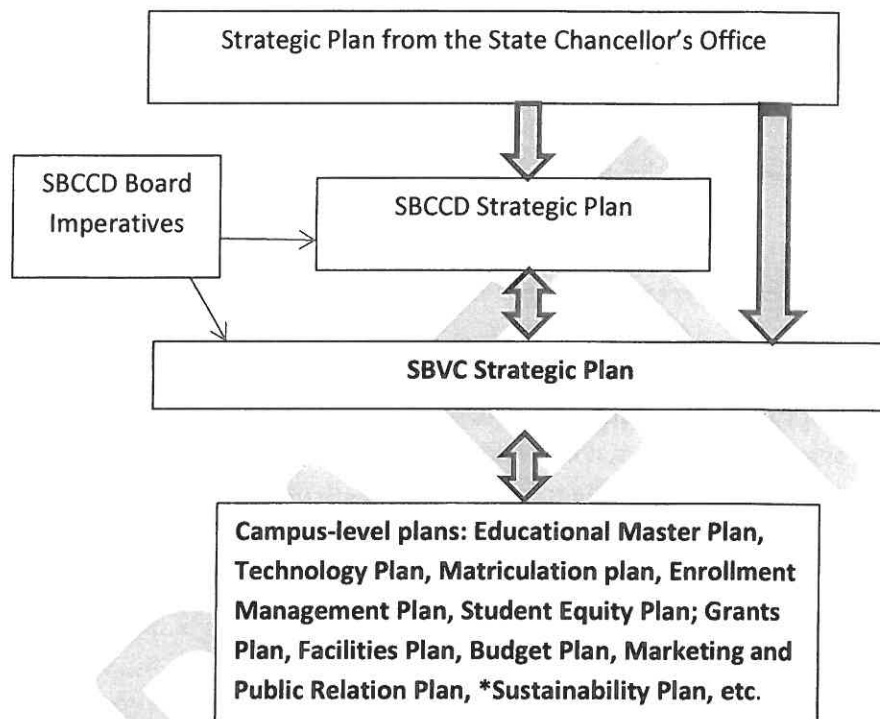 Strategic Plan from the State Chancellor's Office
SBCCD Board
Imperatives
SBCCD Strategic Plan
SBVC Strategic Plan
Campus-level plans: Educational Master Plan,
Technology Plan, Matriculation plan, Enrollment
Management Plan, Student Equity Plan; Grants
Plan, Facilities Plan, Budget Plan, Marketing and
Public Relation Plan, *Sustainability Plan, etc.